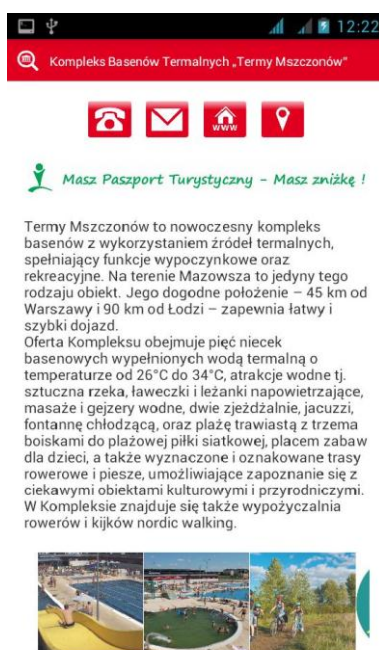 12:22
Kompleks Basenów Termalnych „Termy Mszczonów”
www
Masz Paszport Turystyczny - Masz zniżkę !
Termy Mszczonów to nowoczesny kompleks
basenów z wykorzystaniem źródeł termalnych,
spełniający funkcje wypoczynkowe oraz
rekreacyjne. Na terenie Mazowsza to jedyny tego
rodzaju obiekt. Jego dogodne położenie – 45 km od
Warszawy i 90 km od Łodzi – zapewnia łatwy i
szybki dojazd.
Oferta Kompleksu obejmuje pięć niecek
basenowych wypełnionych wodą termalną o
temperaturze od 26°C do 34°C, atrakcje wodne tj.
sztuczna rzeka, ławeczki i leżanki napowietrzające,
masaże i gejzery wodne, dwie zjeżdżalnie, jacuzzi,
fontannę chłodzącą, oraz plażę trawiastą z trzema
boiskami do plażowej piłki siatkowej, placem zabaw
dla dzieci, a także wyznaczone i oznakowane trasy
rowerowe i piesze, umożliwiające zapoznanie się z
ciekawymi obiektami kulturowymi i przyrodniczymi.
W Kompleksie znajduje się także wypożyczalnia
rowerów i kijków nordic walking.